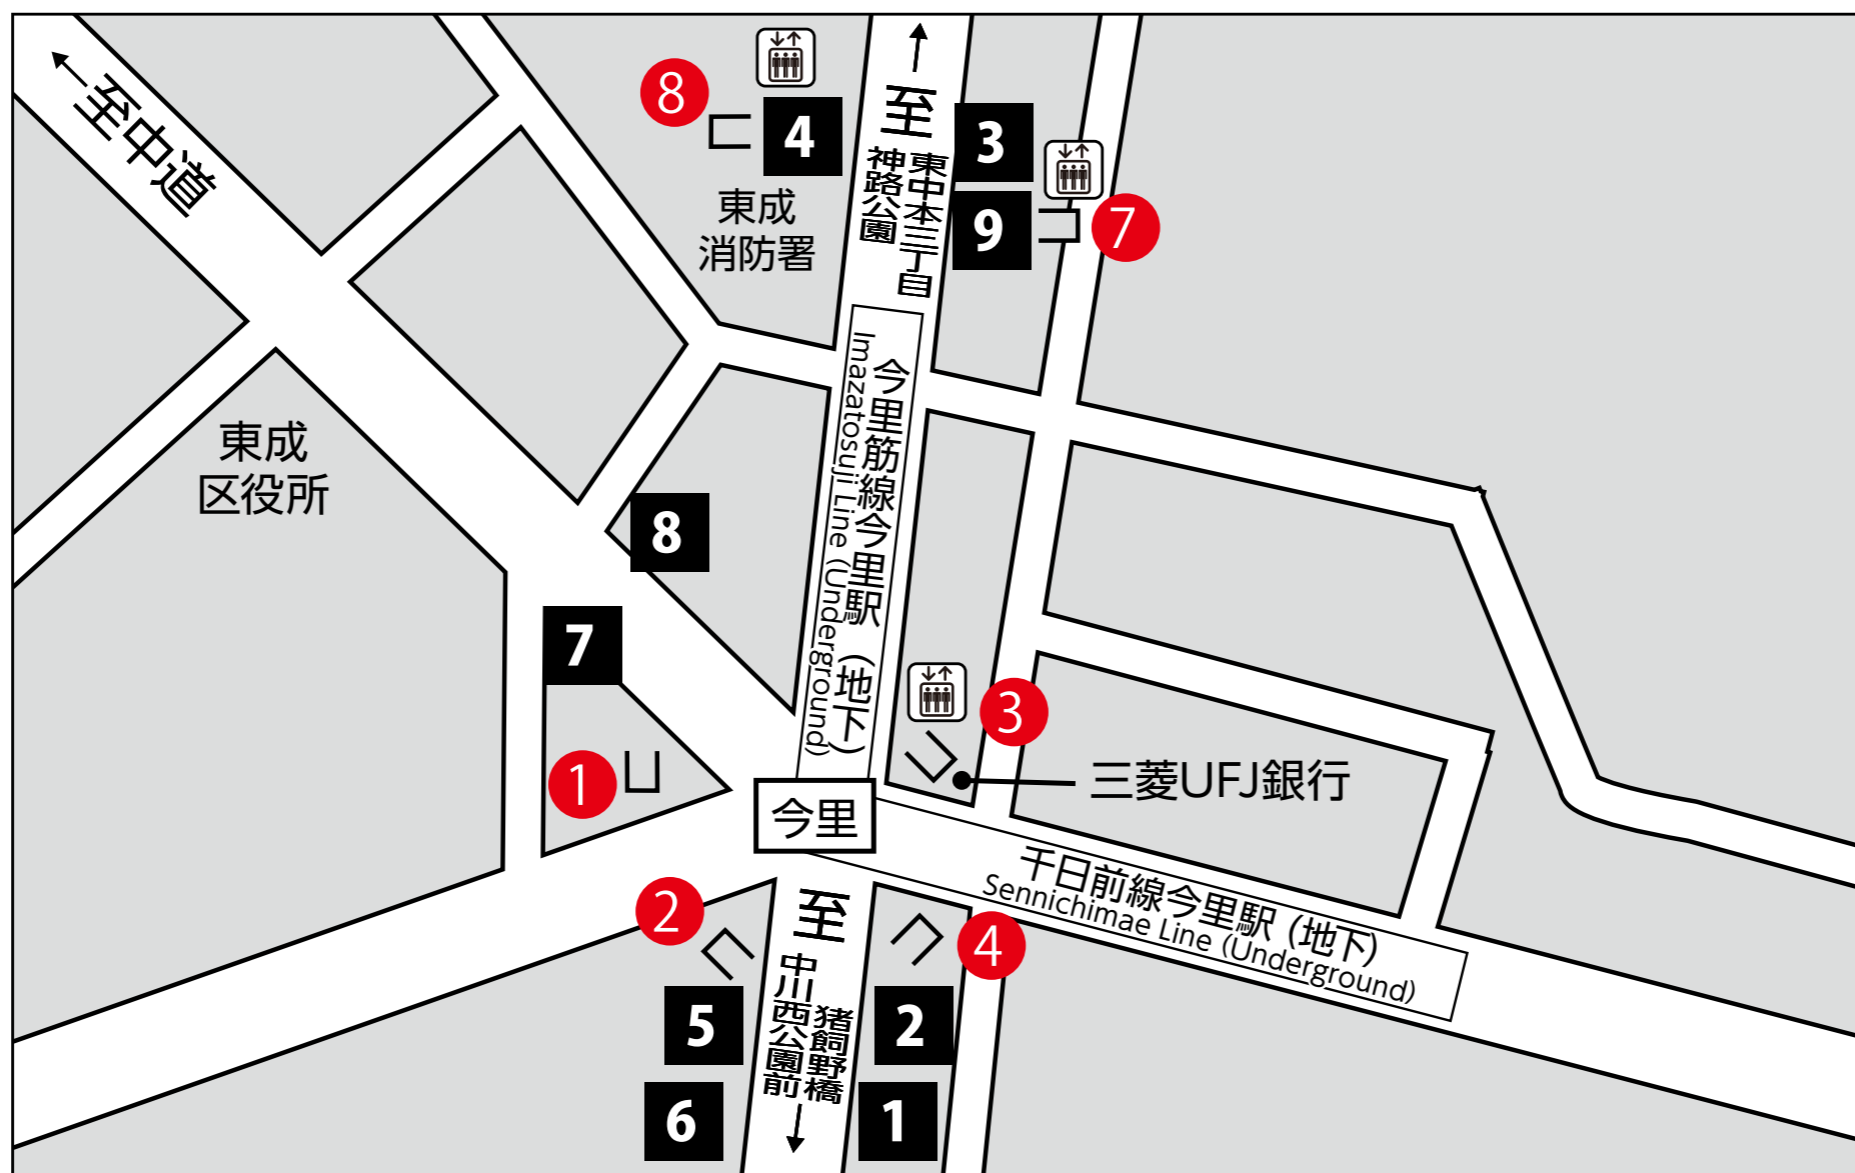 至中道
8
4
東成
消防署
至
東中本三丁目
神路公園
3
9
7
東成
区役所
8
7
今里筋線今里駅（地下）
Imazatosuji Line (Underground)
3
1
三菱UFJ銀行
今里
千日前線今里駅（地下）
Sennichimae Line (Underground)
2
4
至
猪飼野橋
中川西公園前
5
2
6
1